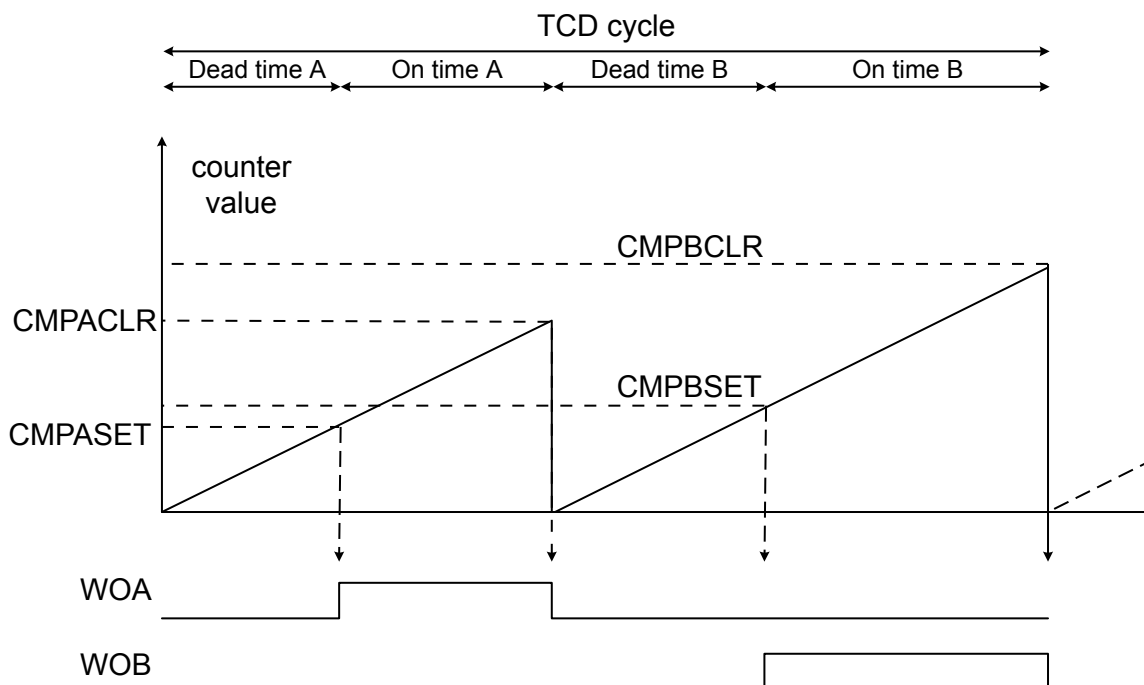 TCD cycle
Dead time A
On time A
Dead time B
On time B
counter
value
CMPBCLR
CMPACLR
CMPBSET
CMPASET
WOA
WOB